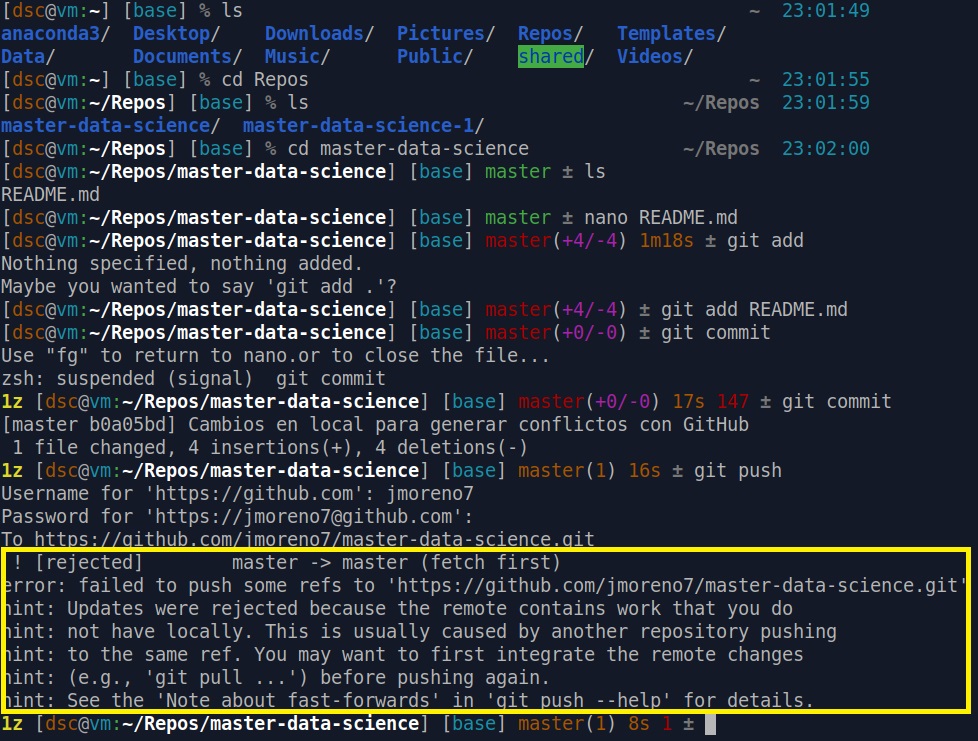 [dsc@vm:~] [base] % ls ~ 23:01:49
anaconda3/ Desktop/ Downloads/ Pictures/ Repos/ Templates/
Data/ Documents/ Music/ Public/ shared/ Videos/
[dsc@vm:~] [base] % cd Repos ~ 23:01:55
[dsc@vm:~/Repos] [base] % ls ~/Repos 23:01:59
master-data-science/ master-data-science-1/
[dsc@vm:~/Repos] [base] % cd master-data-science ~/Repos 23:02:00
[dsc@vm:~/Repos/master-data-science] [base] master ± ls
README.md
[dsc@vm:~/Repos/master-data-science] [base] master ± nano README.md
[dsc@vm:~/Repos/master-data-science] [base] master(+4/-4) 1m18s ± git add
Nothing specified, nothing added.
Maybe you wanted to say 'git add .'?
[dsc@vm:~/Repos/master-data-science] [base] master(+4/-4) ± git add README.md
[dsc@vm:~/Repos/master-data-science] [base] master(+0/-0) ± git commit
Use "fg" to return to nano.or to close the file...
zsh: suspended (signal)  git commit
1z [dsc@vm:~/Repos/master-data-science] [base] master(+0/-0) 17s 147 ± git commit
[master b0a05bd] Cambios en local para generar conflictos con GitHub
1 file changed, 4 insertions(+), 4 deletions(-)
1z [dsc@vm:~/Repos/master-data-science] [base] master(1) 16s ± git push
Username for 'https://github.com': jmoreno7
Password for 'https://jmoreno7@github.com':
To https://github.com/jmoreno7/master-data-science.git
! [rejected] master -> master (fetch first)
error: failed to push some refs to 'https://github.com/jmoreno7/master-data-science.git'
hint: Updates were rejected because the remote contains work that you do
hint: not have locally. This is usually caused by another repository pushing
hint: to the same ref. You may want to first integrate the remote changes
hint: (e.g., 'git pull ...') before pushing again.
hint: See the 'Note about fast-forwards' in 'git push --help' for details.
1z [dsc@vm:~/Repos/master-data-science] [base] master(1) 8s 1 ±